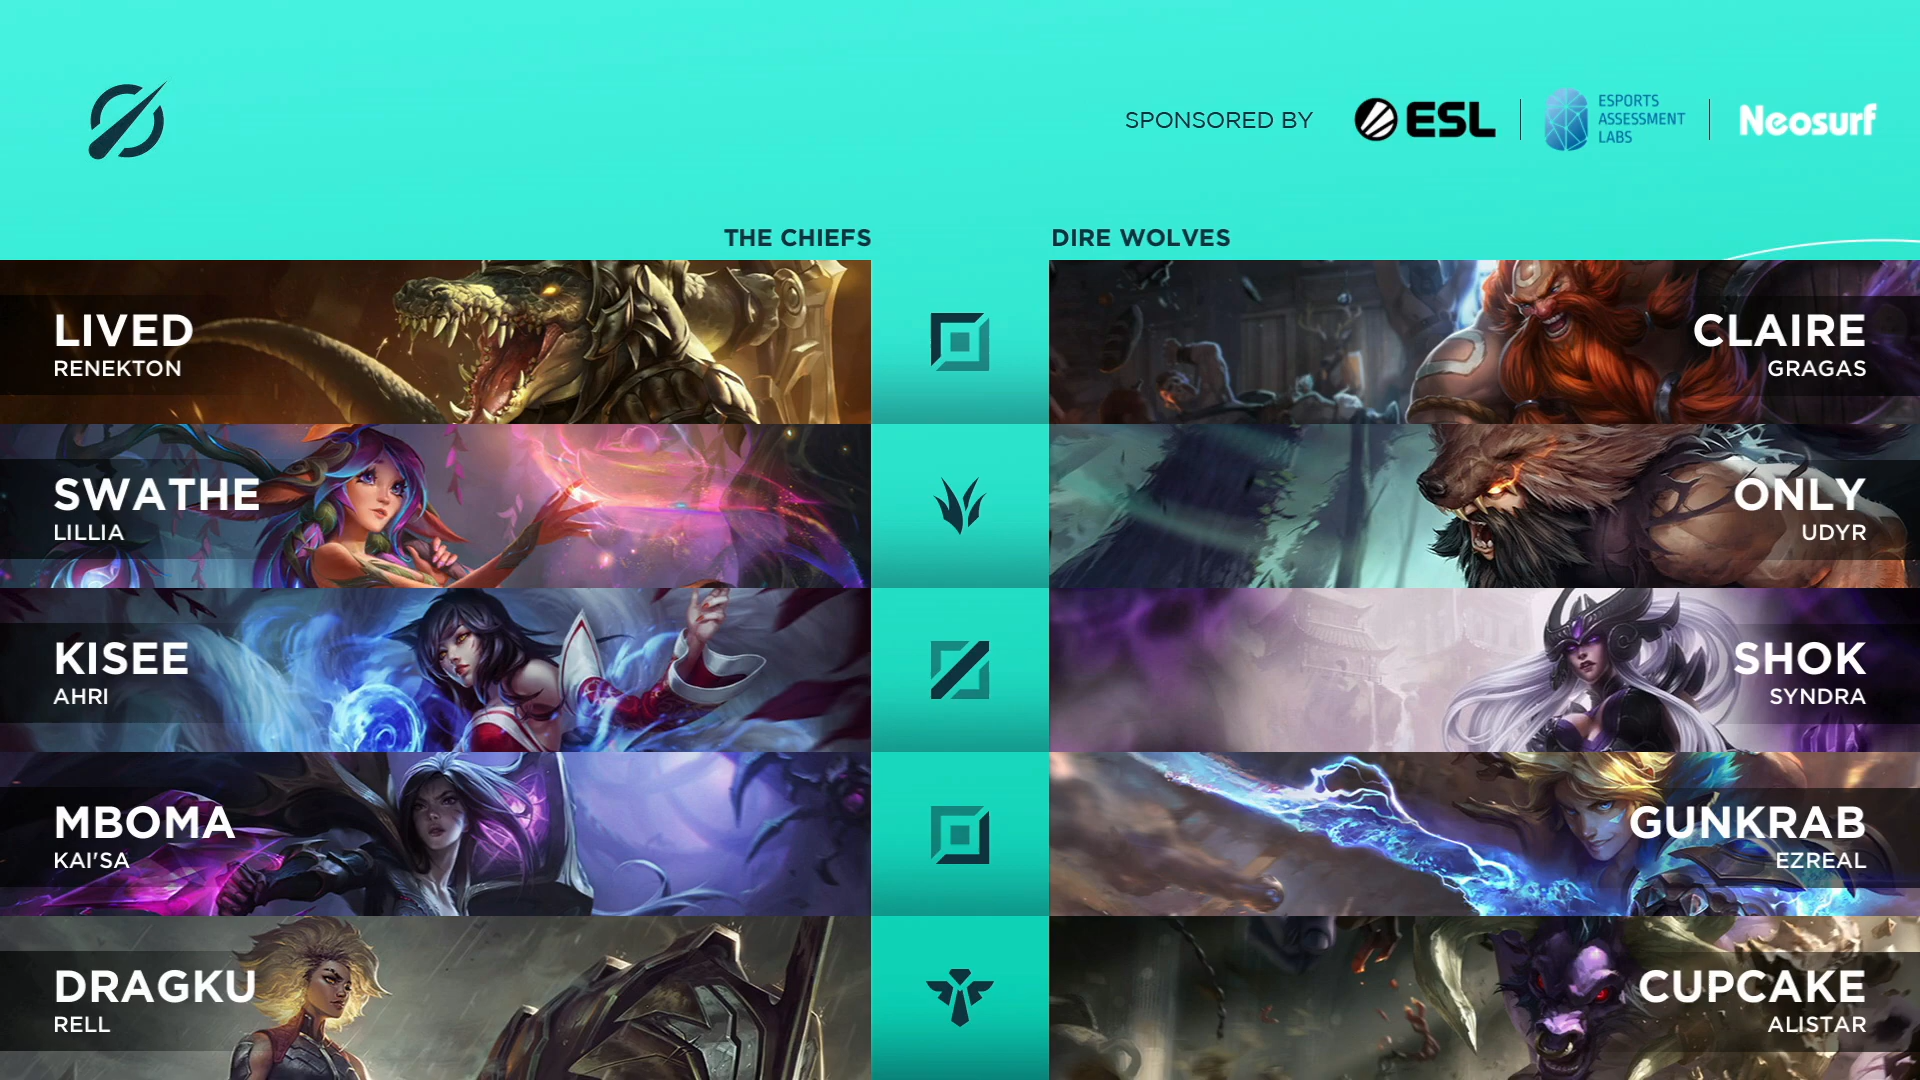 SPONSORED BY
ESL
ESPORTS
ASSESSMENT
LABS
Neosurf
THE CHIEFS
DIRE WOLVES
LIVED
RENEKTON
CLAIRE
GRAGAS
SWATHE
LILLIA
ONLY
UDYR
KISEE
AHRI
SHOK
SYNDRA
MBOMA
KAI'SA
GUNKRAB
EZREAL
DRAGKU
RELL
CUPCAKE
ALISTAR